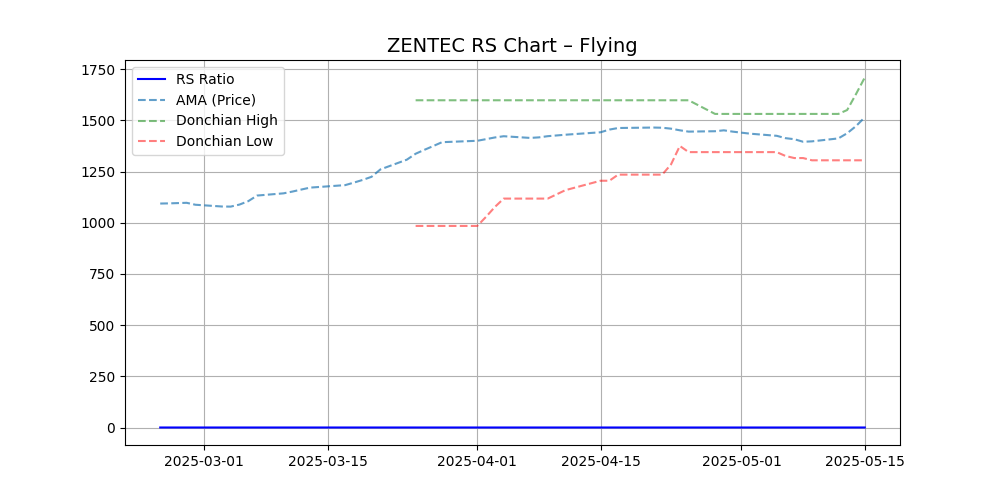 ZENTEC RS Chart – Flying
1750
1500
1250
1000
750
500
250
0
RS Ratio
AMA (Price)
Donchian High
Donchian Low
2025-03-01
2025-03-15
2025-04-01
2025-04-15
2025-05-01
2025-05-15